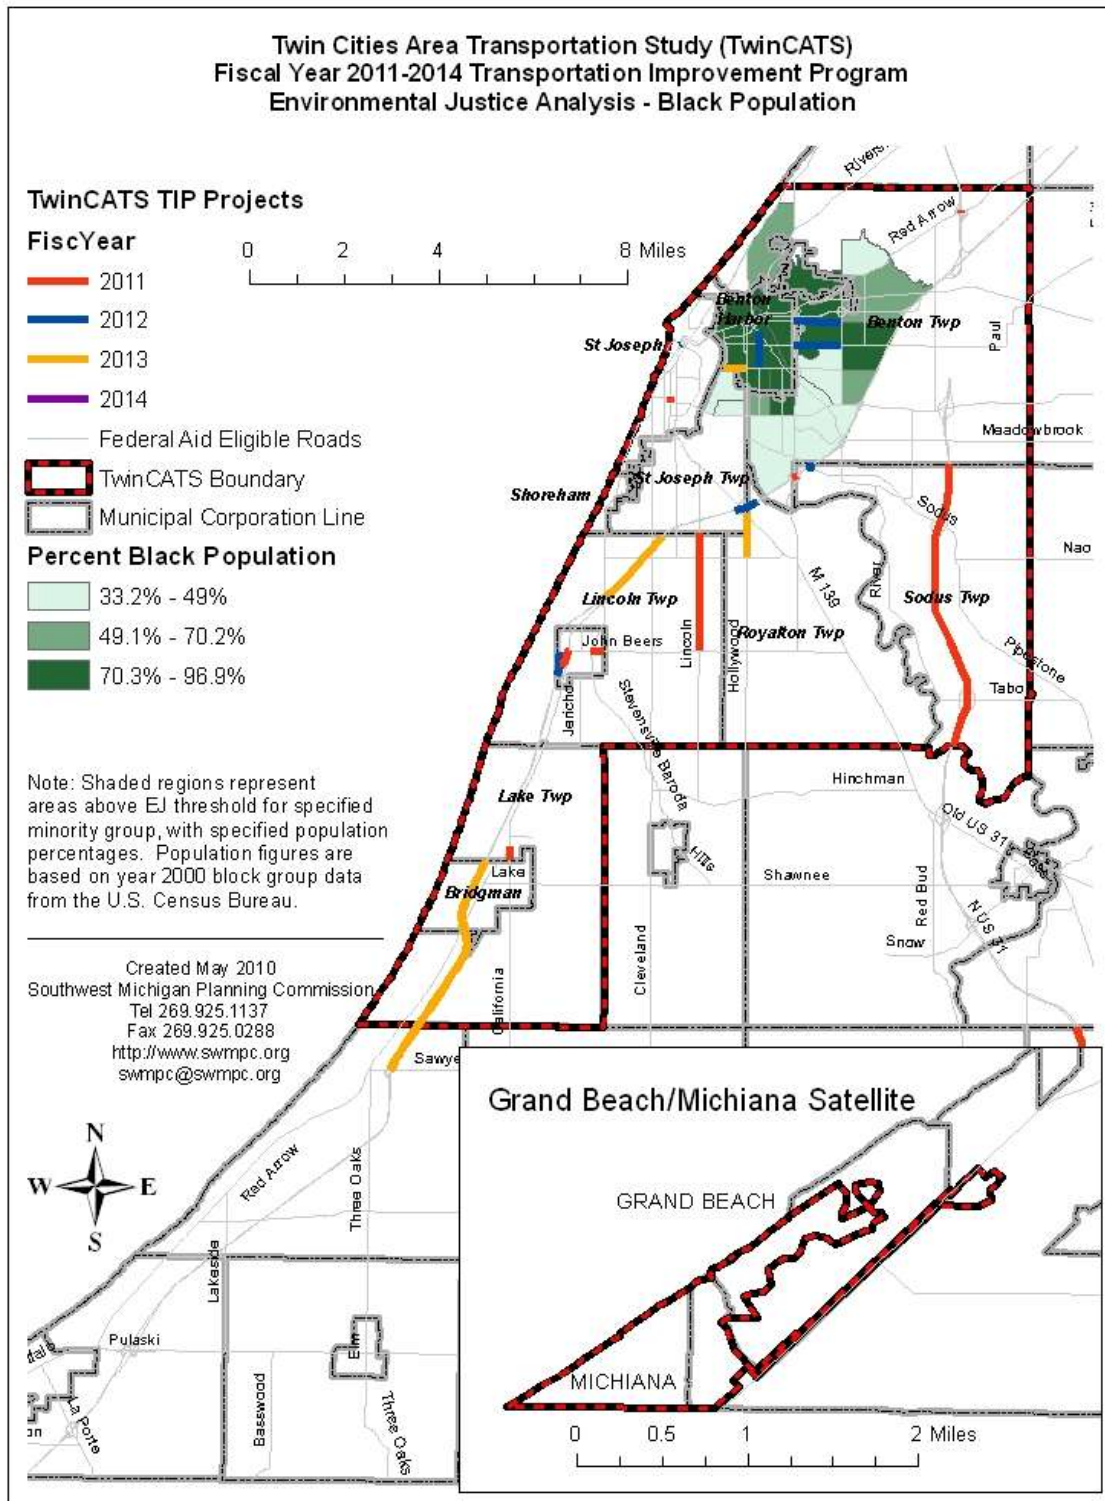 Twin Cities Area Transportation Study (TwinCATS)
Fiscal Year 2011-2014 Transportation Improvement Program
Environmental Justice Analysis - Black Population
TwinCATS TIP Projects
FiscYear
2011
2012
2013
2014
Federal Aid Eligible Roads
TwinCATS Boundary
Municipal Corporation Line
Percent Black Population
33.2% - 49%
49.1% - 70.2%
70.3% - 96.9%
0 2 4 8 Miles
Note: Shaded regions represent
areas above EJ threshold for specified
minority group, with specified population
percentages. Population figures are
based on year 2000 block group data
from the U.S. Census Bureau.
Created May 2010
Southwest Michigan Planning Commission
Tel 269.925.1137
Fax 269.925.0288
http://www.swmpc.org
swmpc@swmpc.org
N
W E
S
Red Arrow
Benton
Harbor
Benton Twp
St Joseph
Paul
Meadowbrook
St Joseph Twp
Shoreham
Sodus
Nao
M 139
River
Lincoln Twp
Sodus Twp
Royalton Twp
John Beers
Lincoln
Hollywood
Pipestone
Tabo
Jericho
Stevensville Baroda
Hinchman
Lake Twp
Old US 31
Hills
Lake
Shawnee
Bridgman
Red Bud
N US 31
Snow
Cleveland
California
Sawye
Red Arrow
Three Oaks
Lakeside
Pulaski
Elm
Basswood
Three Oaks
La Porte
Grand Beach/Michiana Satellite
GRAND BEACH
MICHIANA
0 0.5 1 2 Miles